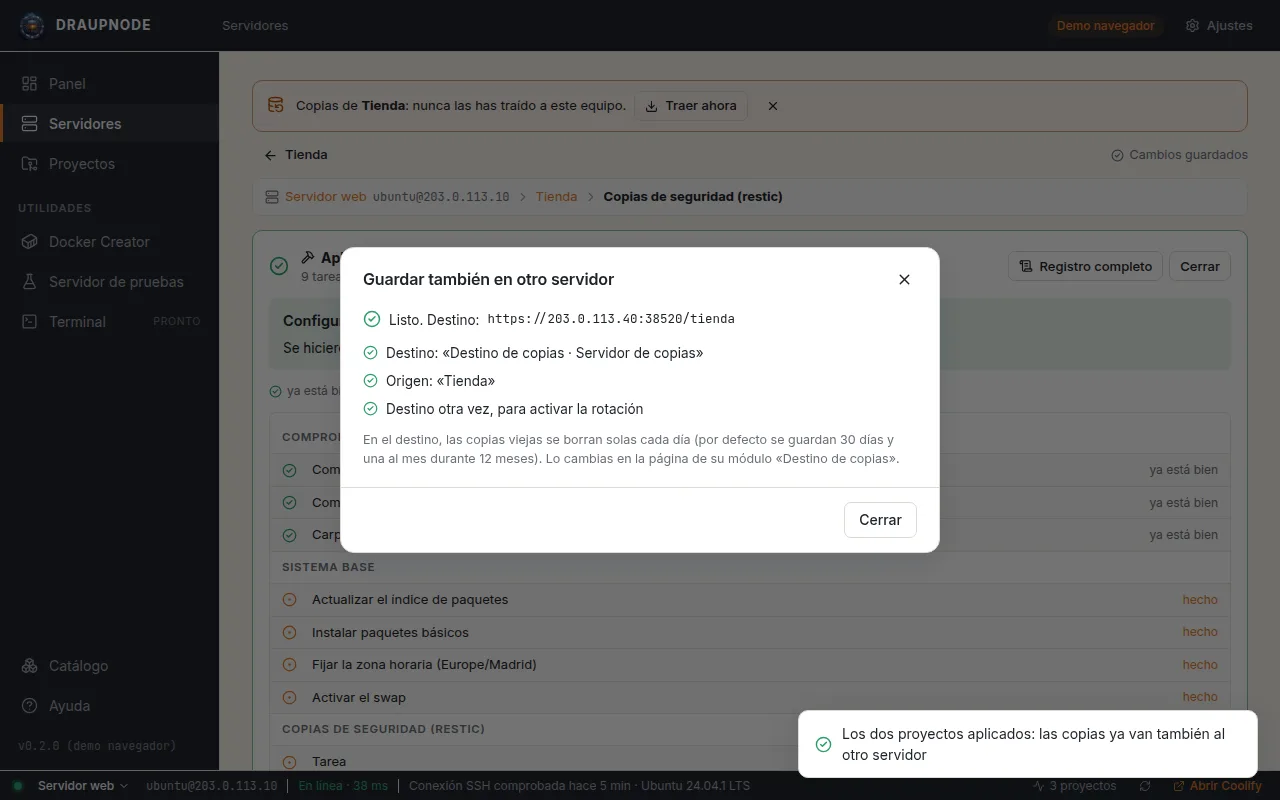 DRAUPNODE
Servidores
Demo navegador
Ajustes
Panel
Servidores
Proyectos
UTILIDADES
Docker Creator
Servidor de pruebas
Terminal PRONTO
Catálogo
Ayuda
v0.2.0 (demo navegador)
Copias de Tienda: nunca las has traído a este equipo. Traer ahora
Tienda
Cambios guardados
Servidor web ubuntu@203.0.113.10 > Tienda > Copias de seguridad (restic)
9 tarea
Registro completo
Cerrar
Se hicier
ya está bi
ya está bien
ya está bien
ya está bien
SISTEMA BASE
Actualizar el índice de paquetes hecho
Instalar paquetes básicos hecho
Fijar la zona horaria (Europe/Madrid) hecho
Activar el swap hecho
COPIAS DE SEGURIDAD (RESTIC)
Tarea
Guardar también en otro servidor
Listo. Destino: https://203.0.113.40:38520/tienda
Destino: «Destino de copias · Servidor de copias»
Origen: «Tienda»
Destino otra vez, para activar la rotación
En el destino, las copias viejas se borran solas cada día (por defecto se guardan 30 días y
una al mes durante 12 meses). Lo cambias en la página de su módulo «Destino de copias».
Cerrar
Los dos proyectos aplicados: las copias ya van también al
otro servidor
Servidor web ubuntu@203.0.113.10 | En línea · 38 ms | Conexión SSH comprobada hace 5 min · Ubuntu 24.04.1 LTS
3 proyectos
Abrir Coolify